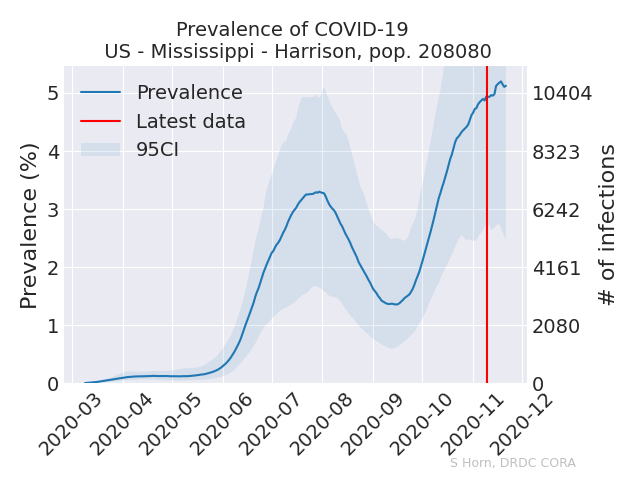 Prevalence of COVID-19
US - Mississippi - Harrison, pop. 208080
Prevalence
Latest data
95CI
Prevalence (%)
5
4
3
2
1
0
10404
8323
6242
4161
2080
0
# of infections
2020-03
2020-04
2020-05
2020-06
2020-07
2020-08
2020-09
2020-10
2020-11
2020-12
S Horn, DRDC CORA